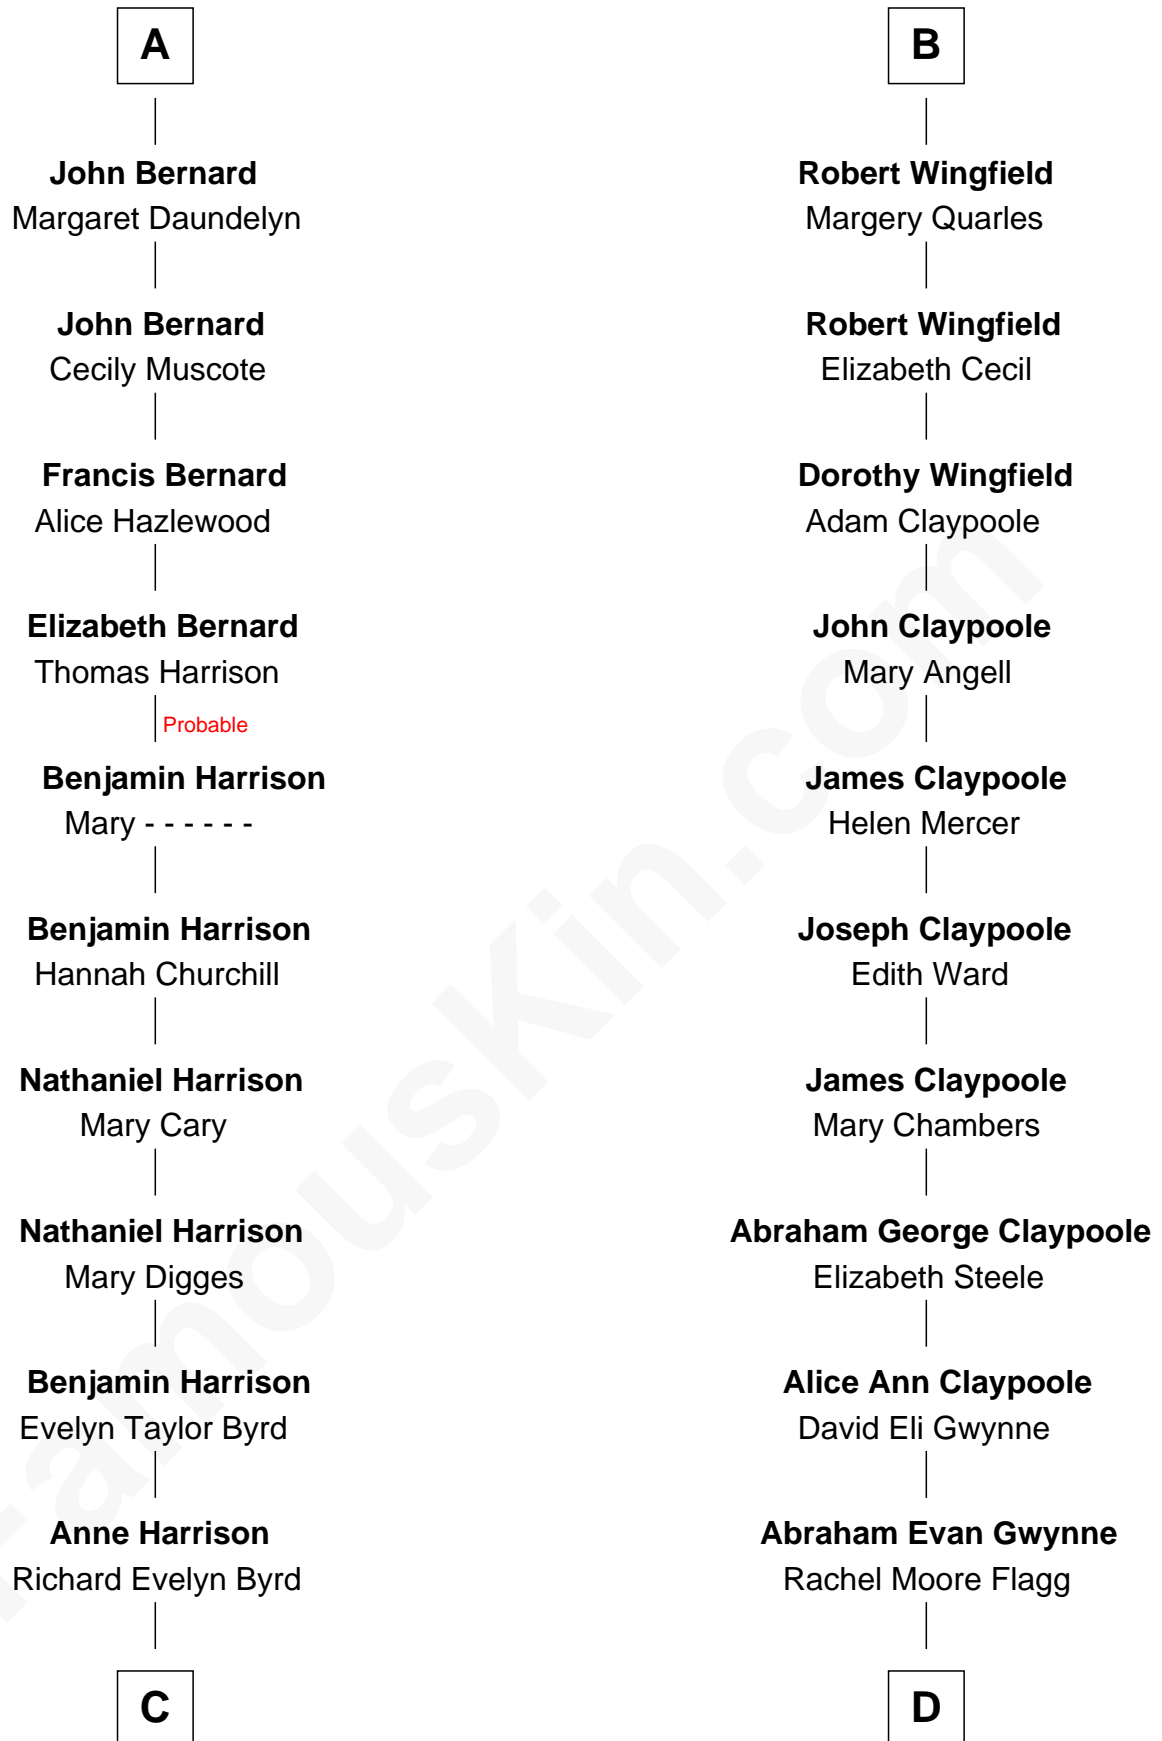 A
John Bernard
Margaret Daundelyn
John Bernard
Cecily Muscote
Francis Bernard
Alice Hazlewood
Elizabeth Bernard
Thomas Harrison
Probable
Benjamin Harrison
Mary - - - - - -
Benjamin Harrison
Hannah Churchill
Nathaniel Harrison
Mary Cary
Nathaniel Harrison
Mary Digges
Benjamin Harrison
Evelyn Taylor Byrd
Anne Harrison
Richard Evelyn Byrd
C
B
Robert Wingfield
Margery Quarles
Robert Wingfield
Elizabeth Cecil
Dorothy Wingfield
Adam Claypoole
John Claypoole
Mary Angell
James Claypoole
Helen Mercer
Joseph Claypoole
Edith Ward
James Claypoole
Mary Chambers
Abraham George Claypoole
Elizabeth Steele
Alice Ann Claypoole
David Eli Gwynne
Abraham Evan Gwynne
Rachel Moore Flagg
D
FamousKin.com